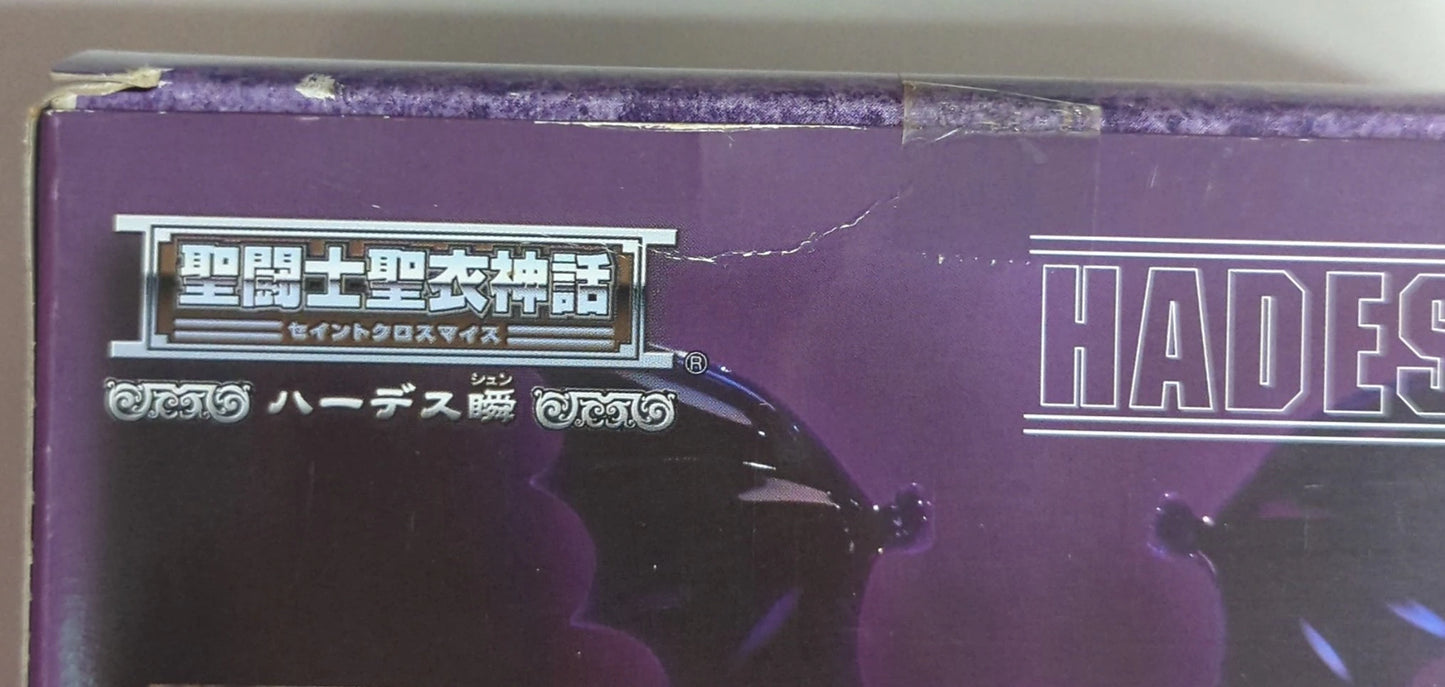 聖闘士聖衣神話
セイントクロスマイス
®
シュン
ハーデス瞬
HADES